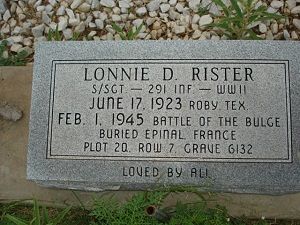 LONNIE D. RISTER
S/SGT — 291 INF. — WWII
JUNE 17, 1923 ROBY, TEX.
FEB. 1, 1945 BATTLE OF THE BULGE
BURIED EPINAL, FRANCE
PLOT 2Q, ROW 7, GRAVE 6132
LOVED BY ALL